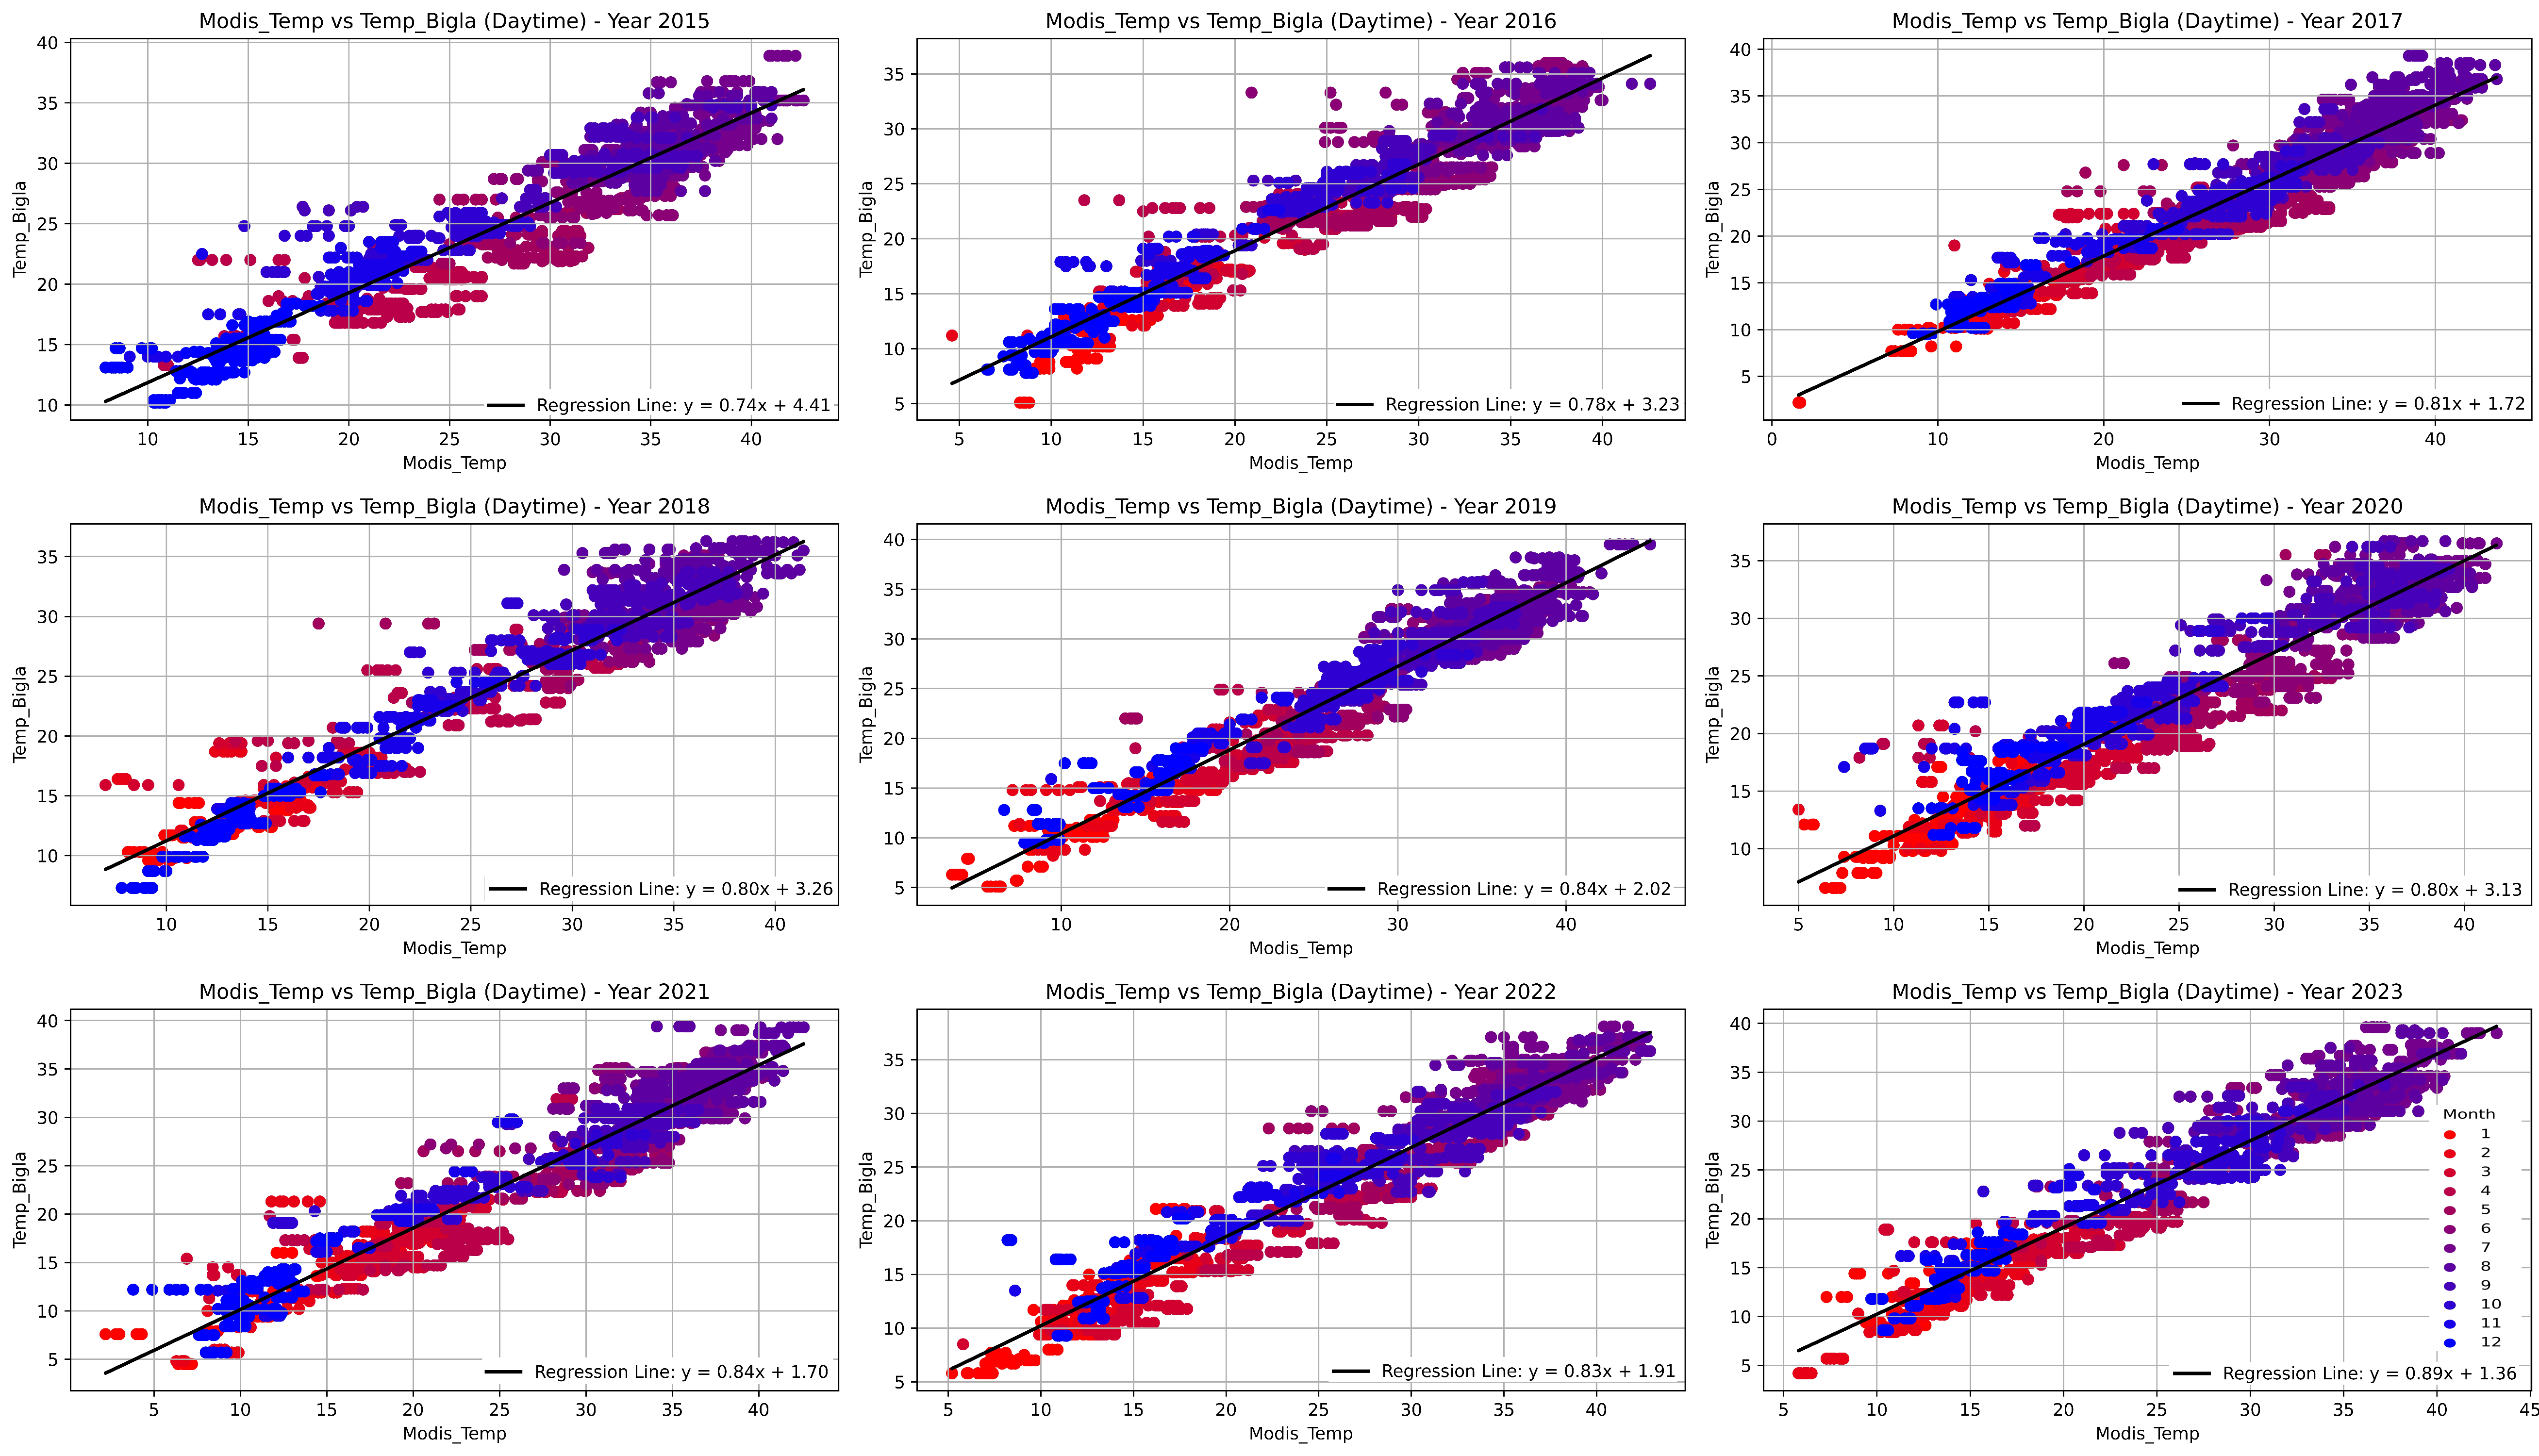 Modis_Temp vs Temp_Bigla (Daytime) - Year 2015
40
35
30
25
20
15
10
Temp_Bigla
Regression Line: y = 0.74x + 4.41
10 15 20 25 30 35 40
Modis_Temp
Modis_Temp vs Temp_Bigla (Daytime) - Year 2016
35
30
25
20
15
10
5
Temp_Bigla
Regression Line: y = 0.78x + 3.23
5 10 15 20 25 30 35 40
Modis_Temp
Modis_Temp vs Temp_Bigla (Daytime) - Year 2017
40
35
30
25
20
15
10
5
Temp_Bigla
Regression Line: y = 0.81x + 1.72
0 10 20 30 40
Modis_Temp
Modis_Temp vs Temp_Bigla (Daytime) - Year 2018
35
30
25
20
15
10
Temp_Bigla
Regression Line: y = 0.80x + 3.26
10 15 20 25 30 35 40
Modis_Temp
Modis_Temp vs Temp_Bigla (Daytime) - Year 2019
40
35
30
25
20
15
10
5
Temp_Bigla
Regression Line: y = 0.84x + 2.02
10 20 30 40
Modis_Temp
Modis_Temp vs Temp_Bigla (Daytime) - Year 2020
35
30
25
20
15
10
Temp_Bigla
Regression Line: y = 0.80x + 3.13
5 10 15 20 25 30 35 40
Modis_Temp
Modis_Temp vs Temp_Bigla (Daytime) - Year 2021
40
35
30
25
20
15
10
5
Temp_Bigla
Regression Line: y = 0.84x + 1.70
5 10 15 20 25 30 35 40
Modis_Temp
Modis_Temp vs Temp_Bigla (Daytime) - Year 2022
35
30
25
20
15
10
5
Temp_Bigla
Regression Line: y = 0.83x + 1.91
5 10 15 20 25 30 35 40
Modis_Temp
Modis_Temp vs Temp_Bigla (Daytime) - Year 2023
40
35
30
25
20
15
10
5
Temp_Bigla
Month
1
2
3
4
5
6
7
8
9
10
11
12
Regression Line: y = 0.89x + 1.36
5 10 15 20 25 30 35 40 45
Modis_Temp